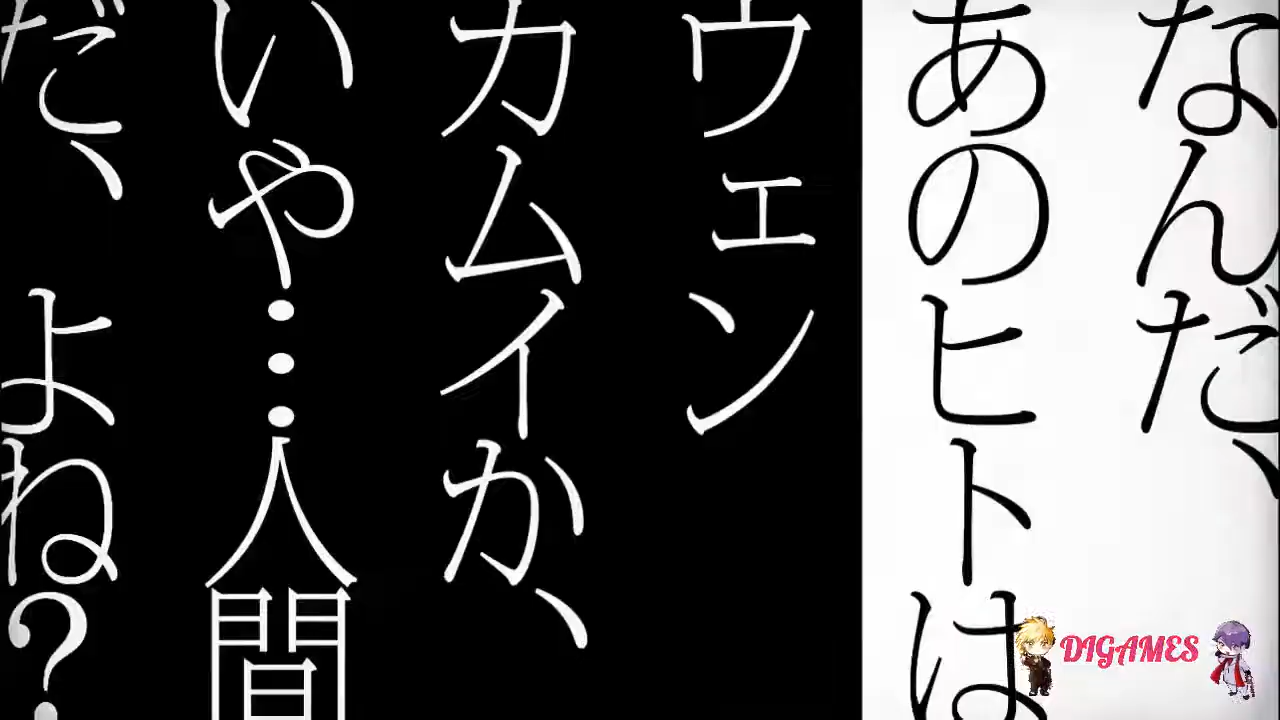 なんだ、
あのヒトは
ウェン
カムイか、
いや…人間
だ、よね?
DIGAMES